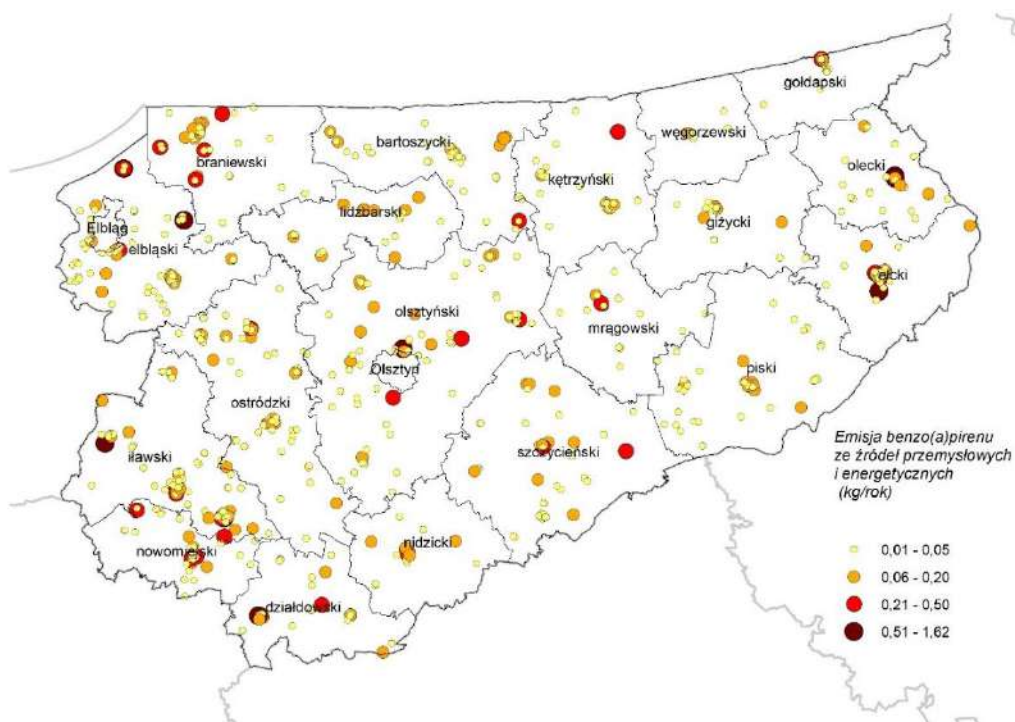 gołdapski
węgorzewski
bartoszycki
braniewski
olecki
kętrzyński
lidzbarski
giżycki
Elbląg
elbląski
ełcki
olsztyński
mrągowski
Olsztyn
piski
ostródzki
Emisja benzo(a)pirenu
ze źródeł przemysłowych
i energetycznych
(kg/rok)
szczycieński
iławski
nowomiejski
nidzicki
działdowski
0,01 - 0,05
0,06 - 0,20
0,21 - 0,50
0,51 - 1,62